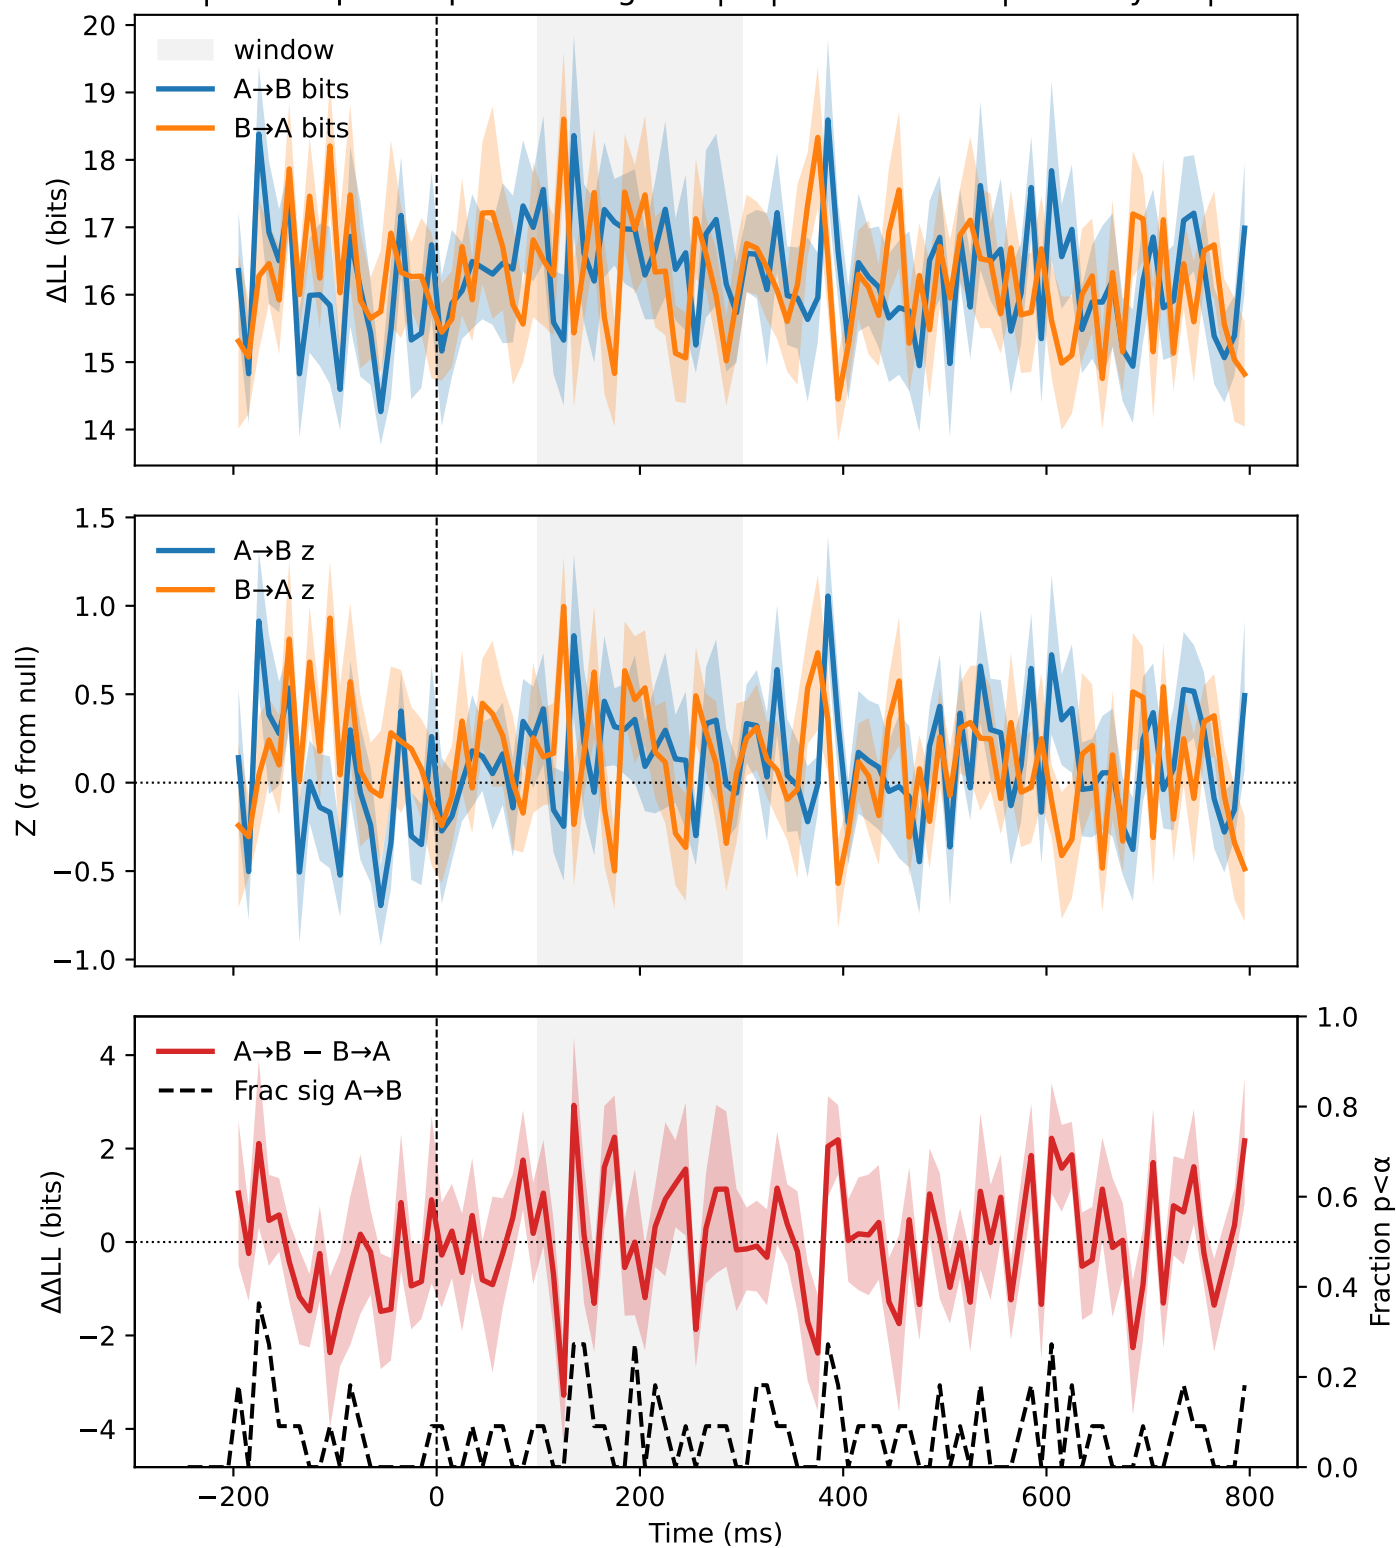 20
19
18
17
16
15
14
ΔLL (bits)
window
A→B bits
B→A bits
1.5
1.0
0.5
0.0
−0.5
−1.0
Z (σ from null)
A→B z
B→A z
4
2
0
−2
−4
ΔΔLL (bits)
A→B − B→A
Frac sig A→B
1.0
0.8
0.6
0.4
0.2
0.0
Fraction p<α
−200 0 200 400 600 800
Time (ms)